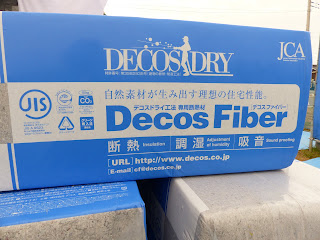 DECOS DRY
JCA
自然素材が生み出す理想の住宅性能。
JIS
CO2
デコスドライ工法 専用断熱材
デコスファイバー
Decos Fiber
断熱 Insulation 調湿 Adjustment of humidity 吸音 Sound proofing
[URL] http://www.decos.co.jp
[E-mail] cf@decos.co.jp